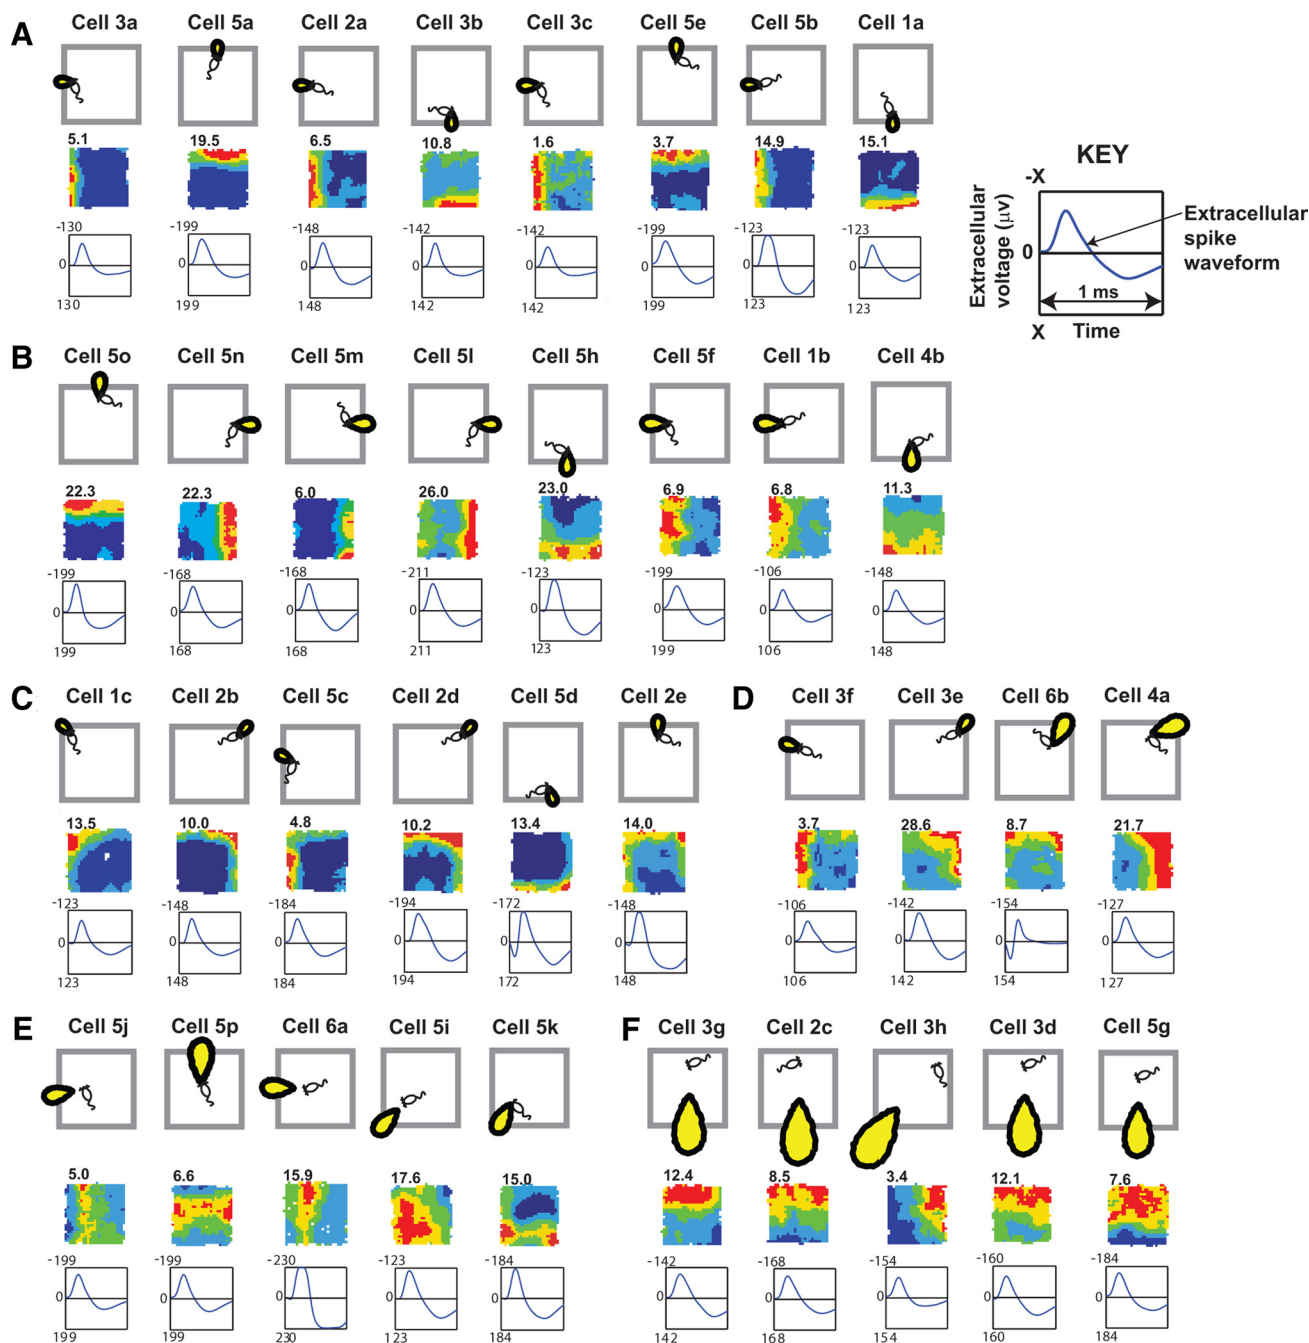 A
Cell 3a Cell 5a Cell 2a Cell 3b Cell 3c Cell 5e Cell 5b Cell 1a
5.1 19.5 6.5 10.8 1.6 3.7 14.9 15.1
-130 -199 -148 -142 -142 -199 -123 -123
0 0 0 0 0 0 0 0
130 199 148 142 142 199 123 123
KEY
-X
Extracellular voltage (μv)
0
Extracellular
spike
waveform
1 ms
X Time
B
Cell 5o Cell 5n Cell 5m Cell 5l Cell 5h Cell 5f Cell 1b Cell 4b
22.3 22.3 6.0 26.0 23.0 6.9 6.8 11.3
-199 -168 -168 -211 -123 -199 -106 -148
0 0 0 0 0 0 0 0
199 168 168 211 123 199 106 148
C
Cell 1c Cell 2b Cell 5c Cell 2d Cell 5d Cell 2e
13.5 10.0 4.8 10.2 13.4 14.0
-123 -148 -184 -194 -172 -148
0 0 0 0 0 0
123 148 184 194 172 148
D
Cell 3f Cell 3e Cell 6b Cell 4a
3.7 28.6 8.7 21.7
-106 -142 -154 -127
0 0 0 0
106 142 154 127
E
Cell 5j Cell 5p Cell 6a Cell 5i Cell 5k
5.0 6.6 15.9 17.6 15.0
-199 -199 -230 -123 -184
0 0 0 0 0
199 199 230 123 184
F
Cell 3g Cell 2c Cell 3h Cell 3d Cell 5g
12.4 8.5 3.4 12.1 7.6
-142 -168 -154 -160 -184
0 0 0 0 0
142 168 154 160 184